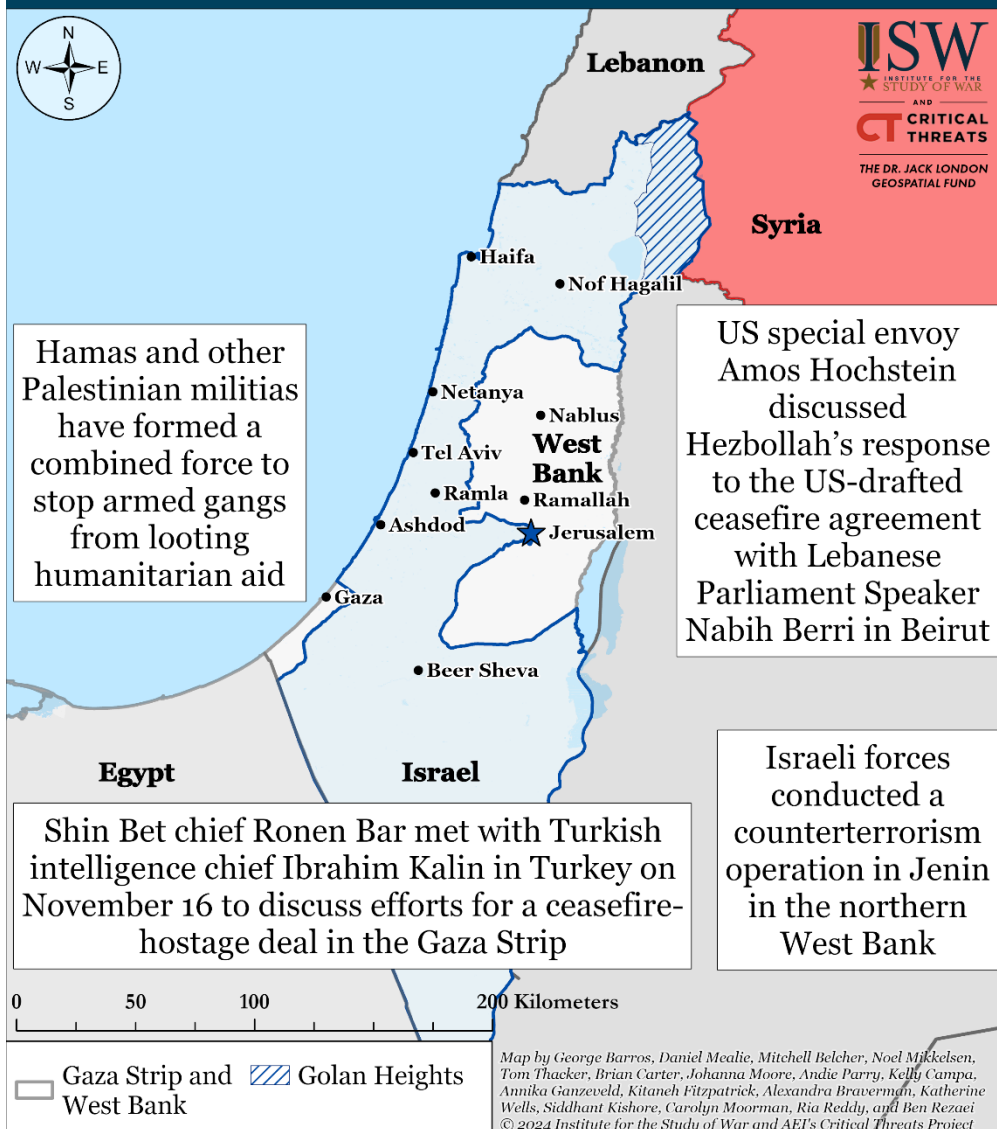 N
W
E
S
Lebanon
ISW
INSTITUTE FOR THE
STUDY OF WAR
AND
CT CRITICAL
THREATS
THE DR. JACK LONDON
GEOSPATIAL FUND
Syria
Haifa
Nof Hagalil
Hamas and other
Palestinian militias
have formed a
combined force to
stop armed gangs
from looting
humanitarian aid
US special envoy
Amos Hochstein
discussed
Hezbollah’s response
to the US-drafted
ceasefire agreement
with Lebanese
Parliament Speaker
Nabih Berri in Beirut
Netanya
Nablus
West
Bank
Tel Aviv
Ramla
Ramallah
Ashdod
Jerusalem
Gaza
Beer Sheva
Egypt
Israel
Shin Bet chief Ronen Bar met with Turkish
intelligence chief Ibrahim Kalin in Turkey on
November 16 to discuss efforts for a ceasefire-
hostage deal in the Gaza Strip
Israeli forces
conducted a
counterterrorism
operation in Jenin
in the northern
West Bank
0 50 100 200 Kilometers
Gaza Strip and
West Bank
Golan Heights
Map by George Barros, Daniel Mealie, Mitchell Belcher, Noel Mikkelsen,
Tom Thacker, Brian Carter, Johanna Moore, Andie Parry, Kelly Campa,
Annika Ganzeveld, Kitaneh Fitzpatrick, Alexandra Braverman, Katherine
Wells, Siddhant Kishore, Carolyn Moorman, Ria Reddy, and Ben Rezaei
© 2024 Institute for the Study of War and AEI's Critical Threats Project